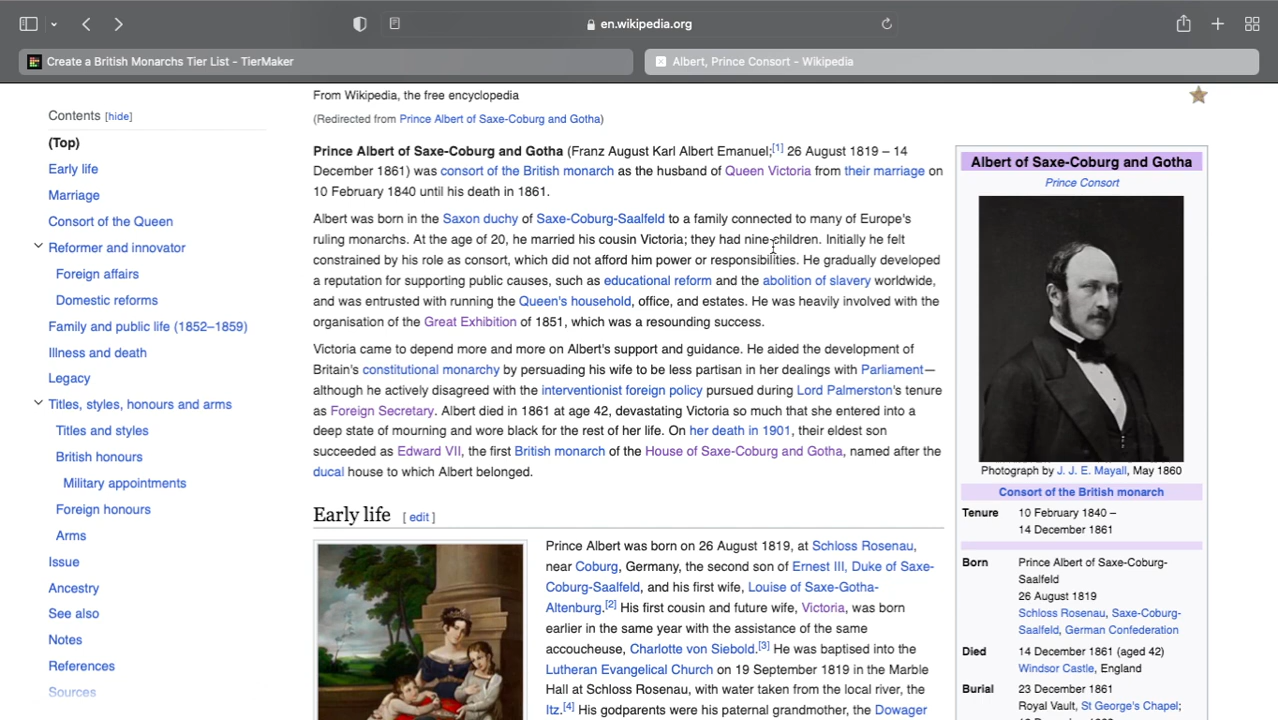 en.wikipedia.org
Create a British Monarchs Tier List - TierMaker
Albert, Prince Consort - Wikipedia
Contents [hide]
(Top)
Early life
Marriage
Consort of the Queen
Reformer and innovator
Foreign affairs
Domestic reforms
Family and public life (1852–1859)
Illness and death
Legacy
Titles, styles, honours and arms
Titles and styles
British honours
Military appointments
Foreign honours
Arms
Issue
Ancestry
See also
Notes
References
Sources
From Wikipedia, the free encyclopedia
(Redirected from Prince Albert of Saxe-Coburg and Gotha)
Prince Albert of Saxe-Coburg and Gotha (Franz August Karl Albert Emanuel;[1] 26 August 1819 – 14
December 1861) was consort of the British monarch as the husband of Queen Victoria from their marriage on
10 February 1840 until his death in 1861.
Albert was born in the Saxon duchy of Saxe-Coburg-Saalfeld to a family connected to many of Europe's
ruling monarchs. At the age of 20, he married his cousin Victoria; they had nine children. Initially he felt
constrained by his role as consort, which did not afford him power or responsibilities. He gradually developed
a reputation for supporting public causes, such as educational reform and the abolition of slavery worldwide,
and was entrusted with running the Queen's household, office, and estates. He was heavily involved with the
organisation of the Great Exhibition of 1851, which was a resounding success.
Victoria came to depend more and more on Albert's support and guidance. He aided the development of
Britain's constitutional monarchy by persuading his wife to be less partisan in her dealings with Parliament—
although he actively disagreed with the interventionist foreign policy pursued during Lord Palmerston's tenure
as Foreign Secretary. Albert died in 1861 at age 42, devastating Victoria so much that she entered into a
deep state of mourning and wore black for the rest of her life. On her death in 1901, their eldest son
succeeded as Edward VII, the first British monarch of the House of Saxe-Coburg and Gotha, named after the
ducal house to which Albert belonged.
Early life [ edit ]
Prince Albert was born on 26 August 1819, at Schloss Rosenau,
near Coburg, Germany, the second son of Ernest III, Duke of Saxe-
Coburg-Saalfeld, and his first wife, Louise of Saxe-Gotha-
Altenburg.[2] His first cousin and future wife, Victoria, was born
earlier in the same year with the assistance of the same
accoucheuse, Charlotte von Siebold.[3] He was baptised into the
Lutheran Evangelical Church on 19 September 1819 in the Marble
Hall at Schloss Rosenau, with water taken from the local river, the
Itz.[4] His godparents were his paternal grandmother, the Dowager
Albert of Saxe-Coburg and Gotha
Prince Consort
Photograph by J. J. E. Mayall, May 1860
Consort of the British monarch
Tenure 10 February 1840 –
14 December 1861
Born Prince Albert of Saxe-Coburg-
Saalfeld
26 August 1819
Schloss Rosenau, Saxe-Coburg-
Saalfeld, German Confederation
Died 14 December 1861 (aged 42)
Windsor Castle, England
Burial 23 December 1861
Royal Vault, St George's Chapel;